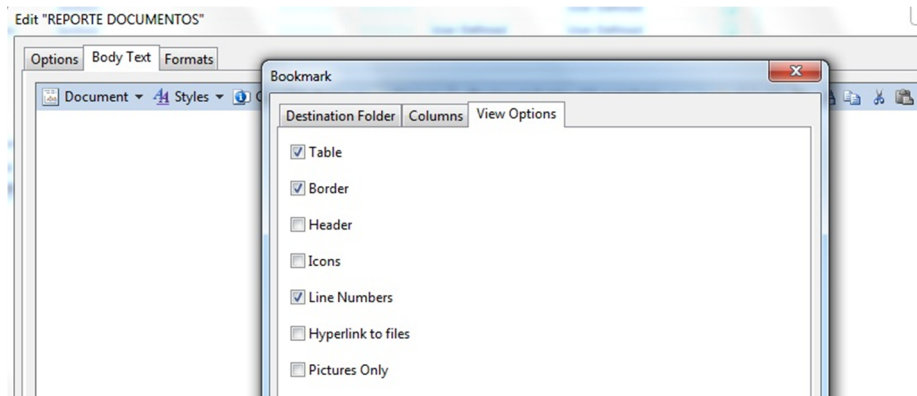 Edit "REPORTE DOCUMENTOS"
Options Body Text Formats
Bookmark
Document Styles
Destination Folder Columns View Options
Table
Border
Header
Icons
Line Numbers
Hyperlink to files
Pictures Only